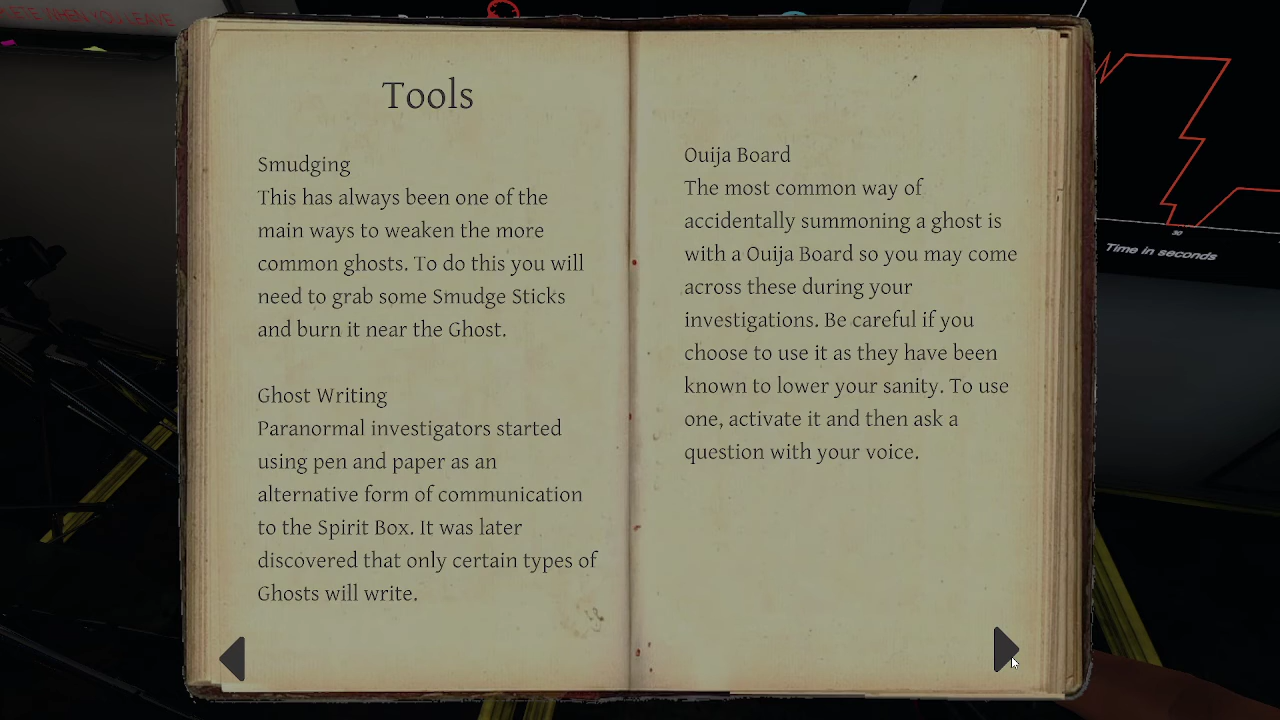 LETE WHEN YOU LEAVE
Tools
Smudging
This has always been one of the
main ways to weaken the more
common ghosts. To do this you will
need to grab some Smudge Sticks
and burn it near the Ghost.
Ghost Writing
Paranormal investigators started
using pen and paper as an
alternative form of communication
to the Spirit Box. It was later
discovered that only certain types of
Ghosts will write.
Ouija Board
The most common way of
accidentally summoning a ghost is
with a Ouija Board so you may come
across these during your
investigations. Be careful if you
choose to use it as they have been
known to lower your sanity. To use
one, activate it and then ask a
question with your voice.
30
Time in seconds